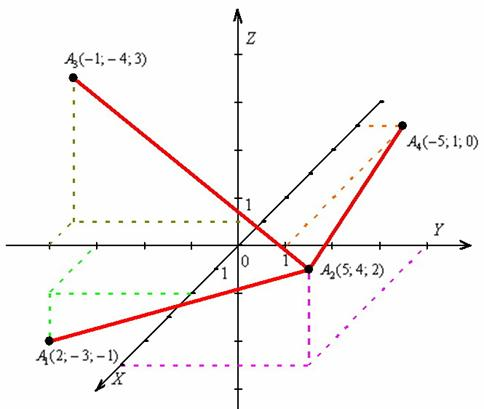 Z
A₃(−1; −4; 3)
A₄(−5; 1; 0)
1
Y
0
1
1
A₂(5; 4; 2)
A₁(2; −3; −1)
X